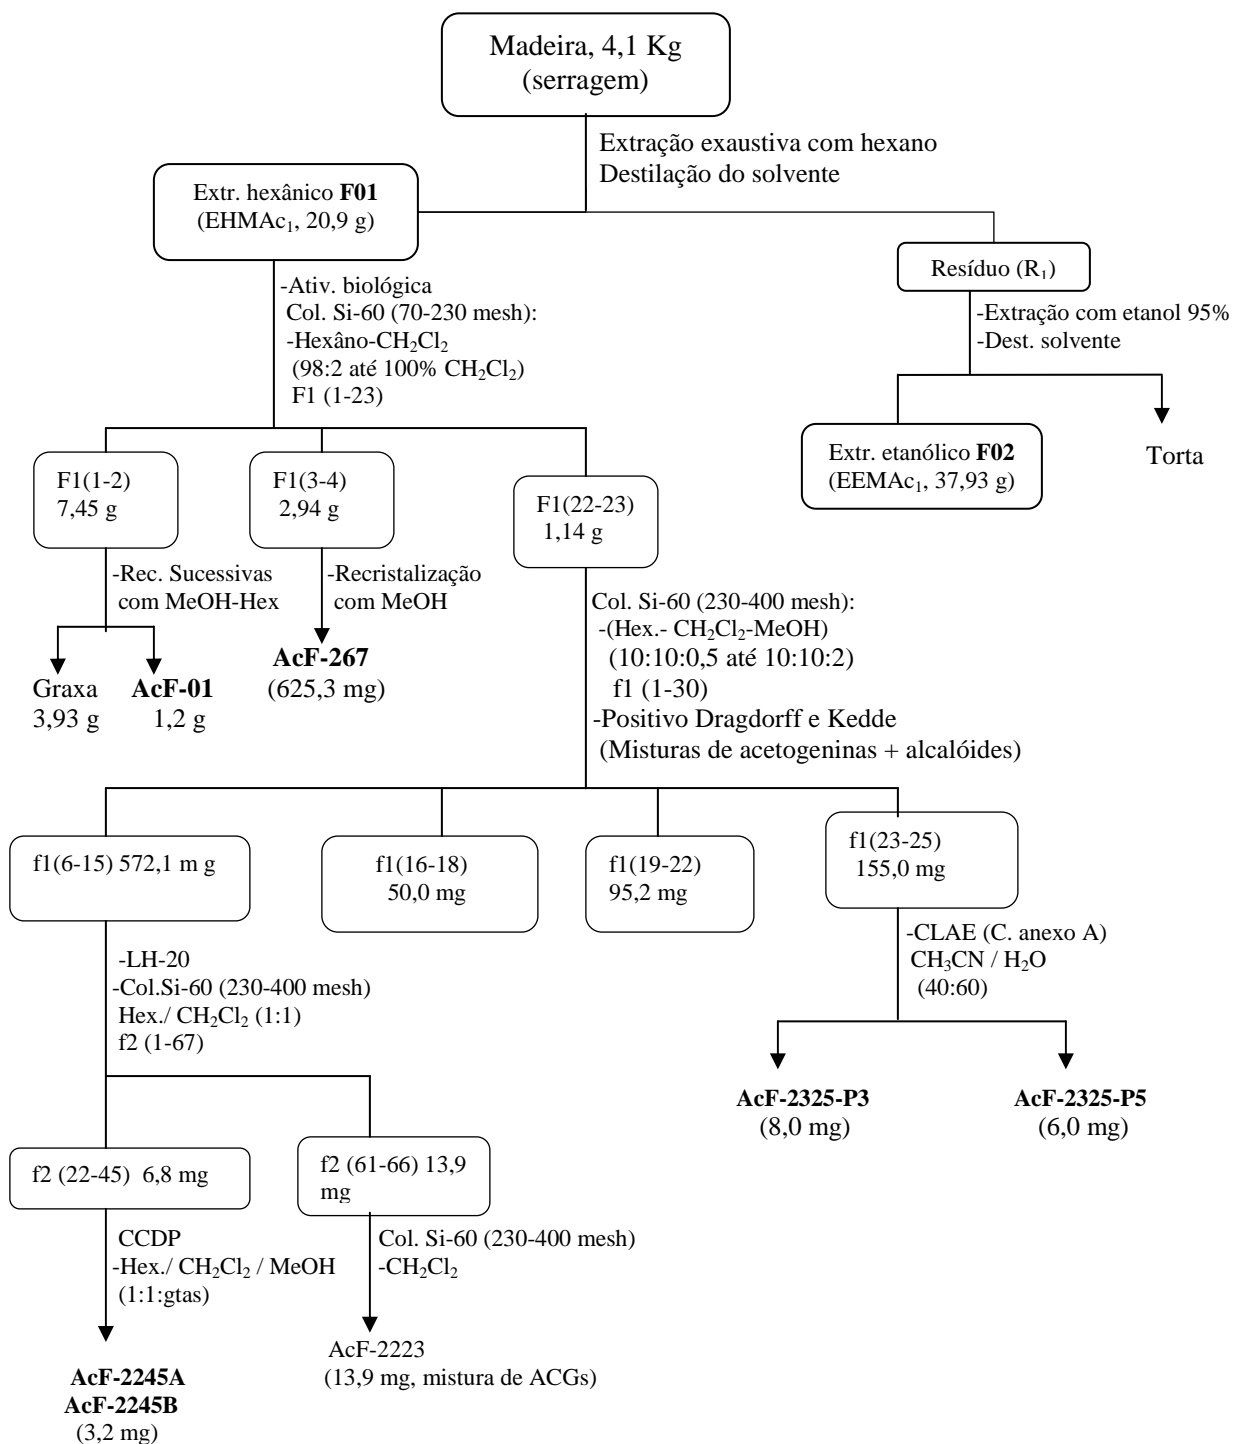 Madeira, 4,1 Kg
(serragem)
Extração exaustiva com hexano
Destilação do solvente
Extr. hexânico F01
(EHMAc₁, 20,9 g)
Resíduo (R₁)
-Ativ. biológica
Col. Si-60 (70-230 mesh):
-Hexâno-CH₂Cl₂
(98:2 até 100% CH₂Cl₂)
F1 (1-23)
-Extração com etanol 95%
-Dest. solvente
Extr. etanólico F02
(EEMAc₁, 37,93 g)
Torta
F1(1-2)
7,45 g
F1(3-4)
2,94 g
F1(22-23)
1,14 g
-Rec. Sucessivas
com MeOH-Hex
-Recristalização
com MeOH
Graxa
3,93 g
AcF-01
1,2 g
AcF-267
(625,3 mg)
Col. Si-60 (230-400 mesh):
-(Hex.- CH₂Cl₂-MeOH)
(10:10:0,5 até 10:10:2)
f1 (1-30)
-Positivo Dragdorff e Kedde
(Misturas de acetogeninas + alcalóides)
f1(6-15) 572,1 m g
f1(16-18)
50,0 mg
f1(19-22)
95,2 mg
f1(23-25)
155,0 mg
-LH-20
-Col.Si-60 (230-400 mesh)
Hex./ CH₂Cl₂ (1:1)
f2 (1-67)
-CLAE (C. anexo A)
CH₃CN / H₂O
(40:60)
AcF-2325-P3
(8,0 mg)
AcF-2325-P5
(6,0 mg)
f2 (22-45) 6,8 mg
f2 (61-66) 13,9
mg
CCDP
-Hex./ CH₂Cl₂ / MeOH
(1:1:gtas)
Col. Si-60 (230-400 mesh)
-CH₂Cl₂
AcF-2245A
AcF-2245B
(3,2 mg)
AcF-2223
(13,9 mg, mistura de ACGs)